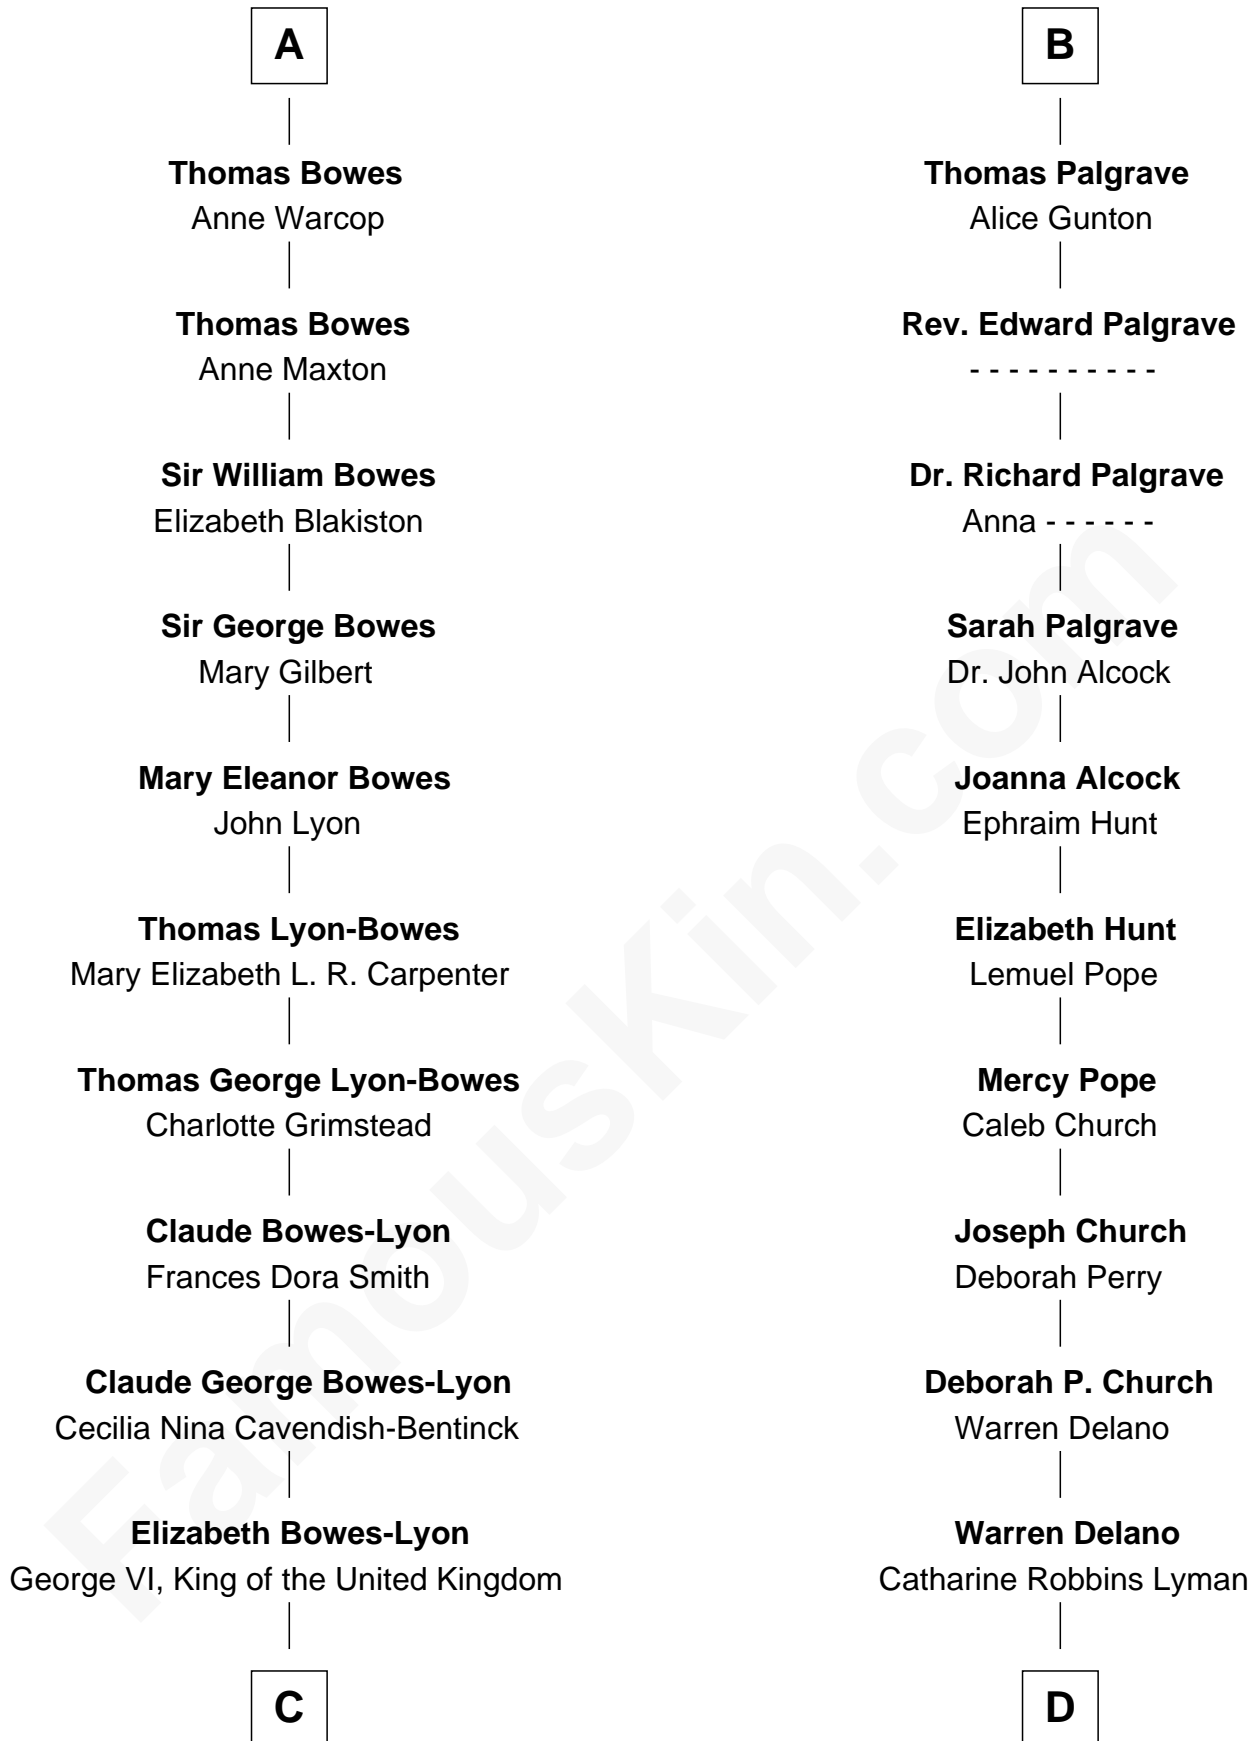 A
Thomas Bowes
Anne Warcop
Thomas Bowes
Anne Maxton
Sir William Bowes
Elizabeth Blakiston
Sir George Bowes
Mary Gilbert
Mary Eleanor Bowes
John Lyon
Thomas Lyon-Bowes
Mary Elizabeth L. R. Carpenter
Thomas George Lyon-Bowes
Charlotte Grimstead
Claude Bowes-Lyon
Frances Dora Smith
Claude George Bowes-Lyon
Cecilia Nina Cavendish-Bentinck
Elizabeth Bowes-Lyon
George VI, King of the United Kingdom
C
B
Thomas Palgrave
Alice Gunton
Rev. Edward Palgrave
- - - - - - - - - -
Dr. Richard Palgrave
Anna - - - - - -
Sarah Palgrave
Dr. John Alcock
Joanna Alcock
Ephraim Hunt
Elizabeth Hunt
Lemuel Pope
Mercy Pope
Caleb Church
Joseph Church
Deborah Perry
Deborah P. Church
Warren Delano
Warren Delano
Catharine Robbins Lyman
D
FamousKin.com